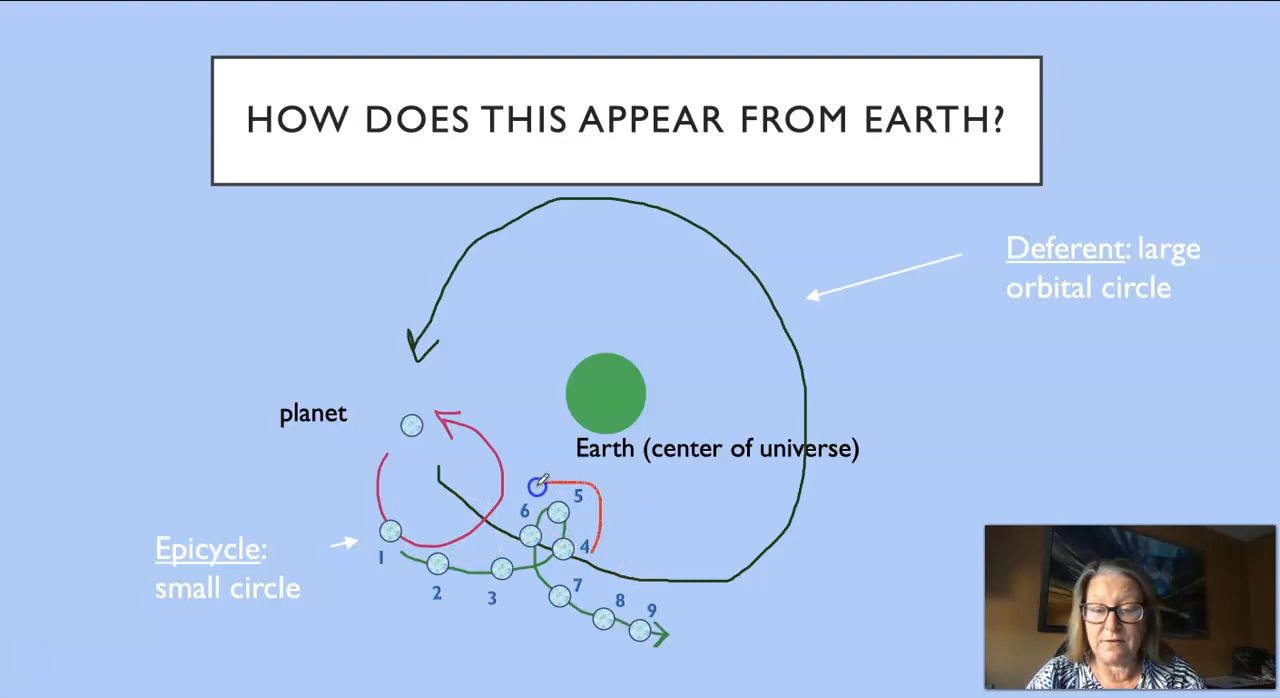 HOW DOES THIS APPEAR FROM EARTH?
Deferent: large
orbital circle
planet
Earth (center of universe)
Epicycle:
small circle
1
2
3
4
5
6
7
8
9